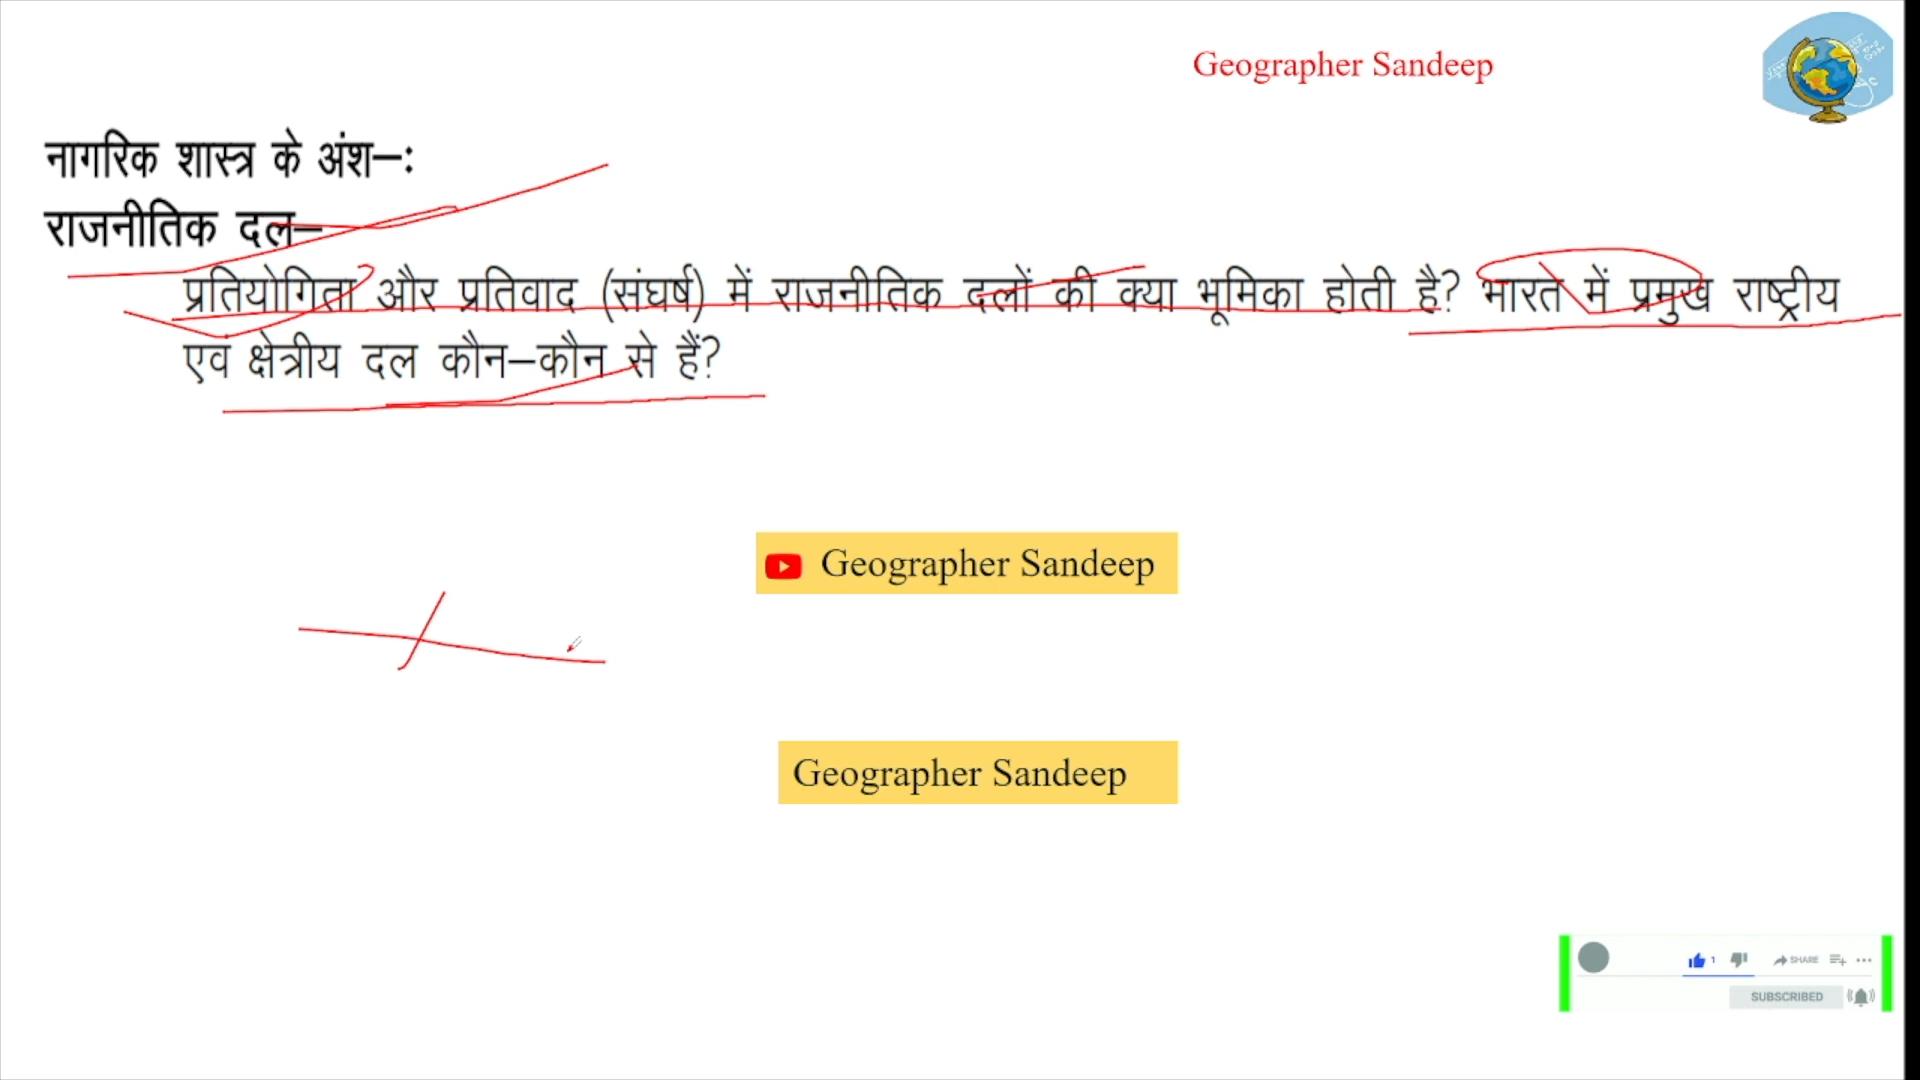 Geographer Sandeep
नागरिक शास्त्र के अंश–:
राजनीतिक दल–
प्रतियोगिता और प्रतिवाद (संघर्ष) में राजनीतिक दलों की क्या भूमिका होती है? भारत में प्रमुख राष्ट्रीय
एव क्षेत्रीय दल कौन–कौन से हैं?
Geographer Sandeep
Geographer Sandeep
1 SHARE
SUBSCRIBED